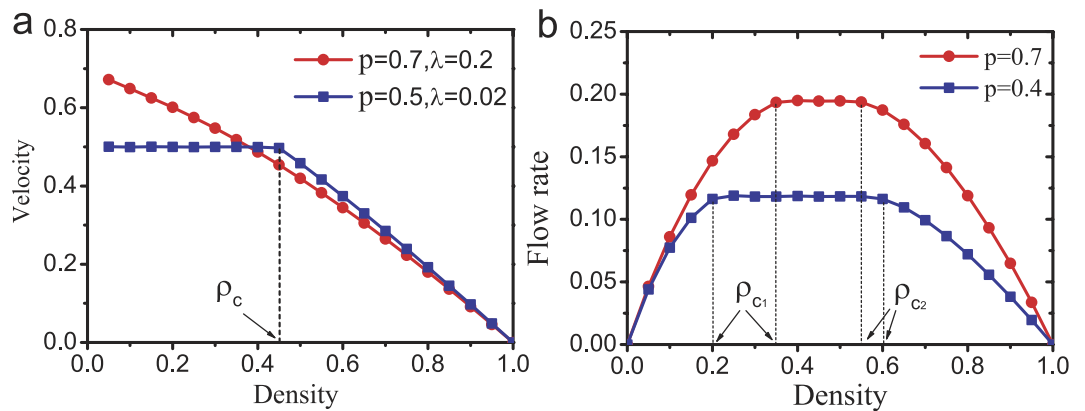 a
0.8
0.6
0.4
0.2
0.0
Velocity
p=0.7,λ=0.2
p=0.5,λ=0.02
ρc
0.0 0.2 0.4 0.6 0.8 1.0
Density
b
0.25
0.20
0.15
0.10
0.05
0.00
Flow rate
p=0.7
p=0.4
ρc1
ρc2
0.0 0.2 0.4 0.6 0.8 1.0
Density